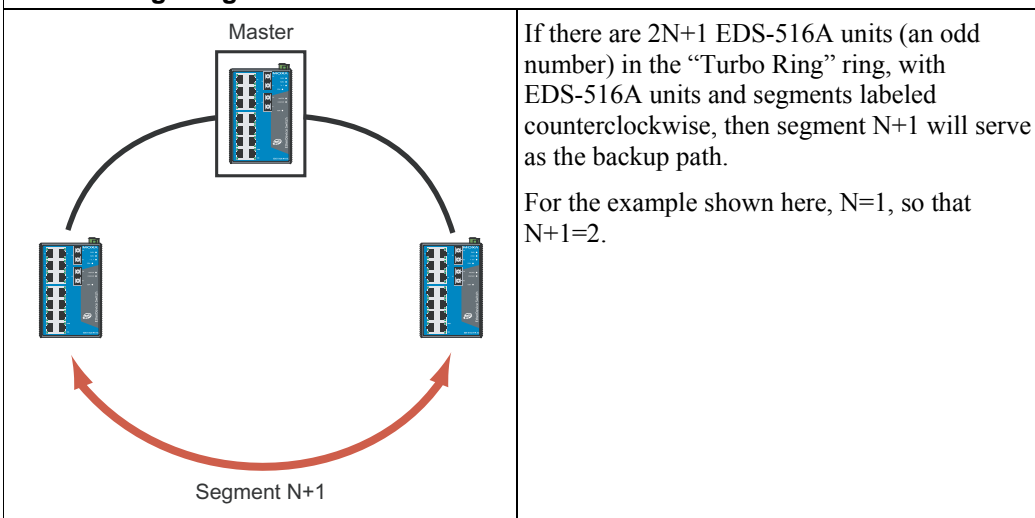 Master
Segment N+1
If there are 2N+1 EDS-516A units (an odd
number) in the “Turbo Ring” ring, with
EDS-516A units and segments labeled
counterclockwise, then segment N+1 will serve
as the backup path.
For the example shown here, N=1, so that
N+1=2.